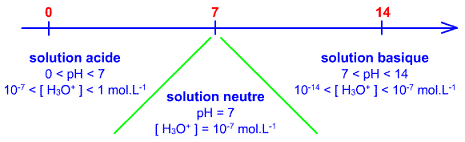 0 7 14
solution acide
0 < pH < 7
10⁻⁷ < [ H₃O⁺ ] < 1 mol.L⁻¹
solution neutre
pH = 7
[ H₃O⁺ ] = 10⁻⁷ mol.L⁻¹
solution basique
7 < pH < 14
10⁻¹⁴ < [ H₃O⁺ ] < 10⁻⁷ mol.L⁻¹